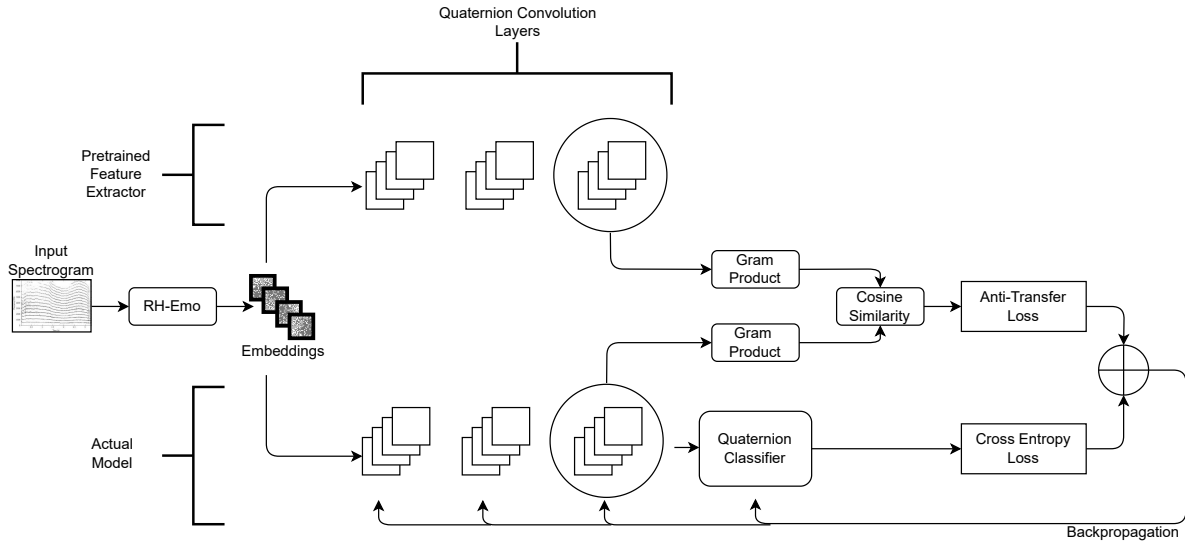 Quaternion Convolution
Layers
Pretrained
Feature
Extractor
Input
Spectrogram
RH-Emo
Embeddings
Gram
Product
Cosine
Similarity
Anti-Transfer
Loss
Gram
Product
Actual
Model
Quaternion
Classifier
Cross Entropy
Loss
Backpropagation